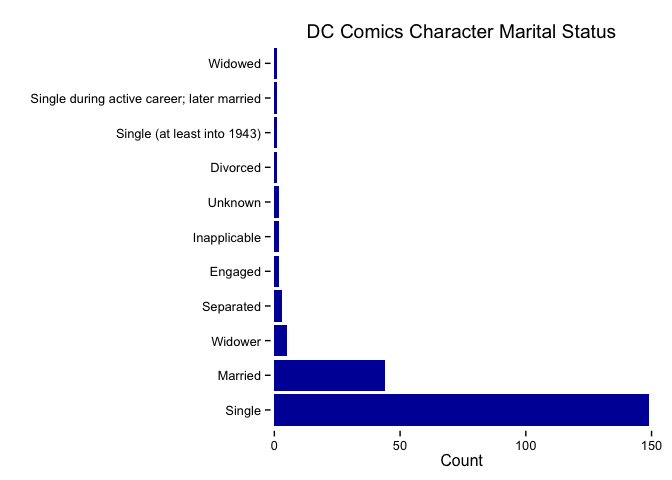 DC Comics Character Marital Status
Widowed
Single during active career; later married
Single (at least into 1943)
Divorced
Unknown
Inapplicable
Engaged
Separated
Widower
Married
Single
0 50 100 150
Count